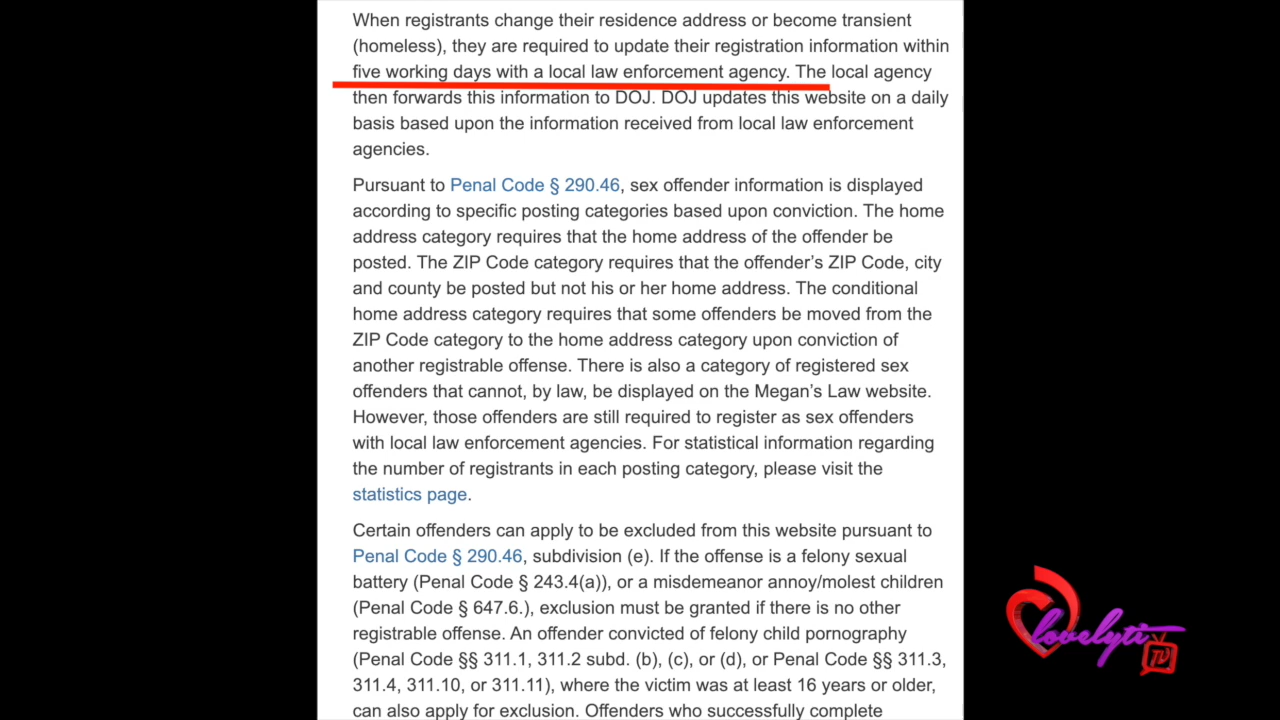 When registrants change their residence address or become transient
(homeless), they are required to update their registration information within
five working days with a local law enforcement agency. The local agency
then forwards this information to DOJ. DOJ updates this website on a daily
basis based upon the information received from local law enforcement
agencies.
Pursuant to Penal Code § 290.46, sex offender information is displayed
according to specific posting categories based upon conviction. The home
address category requires that the home address of the offender be
posted. The ZIP Code category requires that the offender’s ZIP Code, city
and county be posted but not his or her home address. The conditional
home address category requires that some offenders be moved from the
ZIP Code category to the home address category upon conviction of
another registrable offense. There is also a category of registered sex
offenders that cannot, by law, be displayed on the Megan’s Law website.
However, those offenders are still required to register as sex offenders
with local law enforcement agencies. For statistical information regarding
the number of registrants in each posting category, please visit the
statistics page.
Certain offenders can apply to be excluded from this website pursuant to
Penal Code § 290.46, subdivision (e). If the offense is a felony sexual
battery (Penal Code § 243.4(a)), or a misdemeanor annoy/molest children
(Penal Code § 647.6.), exclusion must be granted if there is no other
registrable offense. An offender convicted of felony child pornography
(Penal Code §§ 311.1, 311.2 subd. (b), (c), or (d), or Penal Code §§ 311.3,
311.4, 311.10, or 311.11), where the victim was at least 16 years or older,
can also apply for exclusion. Offenders who successfully complete
lovelyti
TV